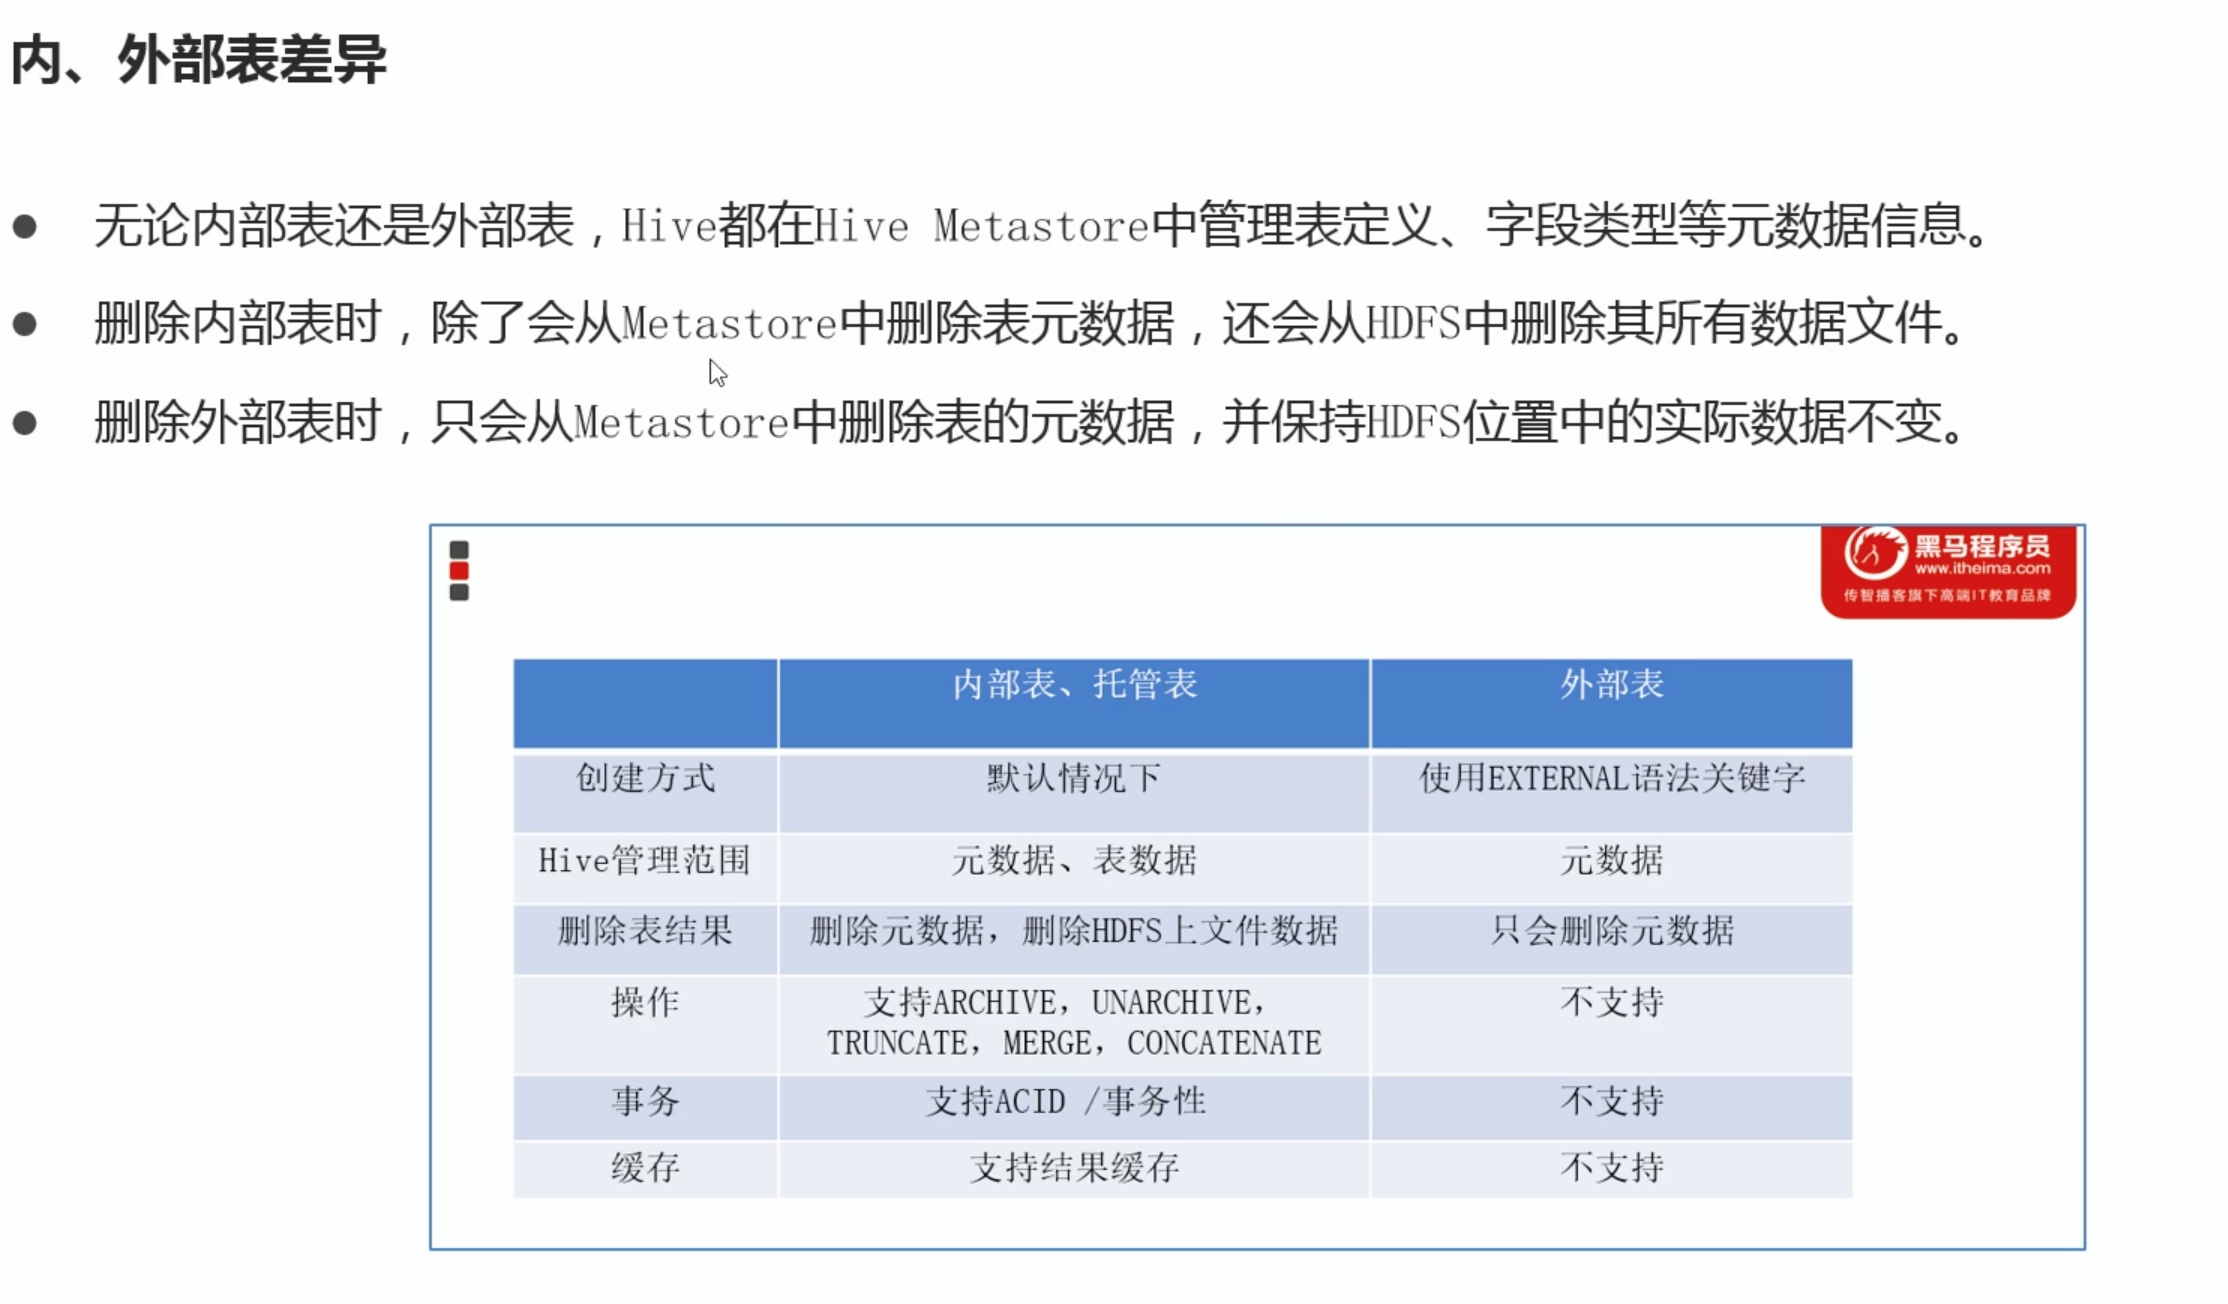 内、外部表差异
● 无论内部表还是外部表，Hive都在Hive Metastore中管理表定义、字段类型等元数据信息。
● 删除内部表时，除了会从Metastore中删除表元数据，还会从HDFS中删除其所有数据文件。
● 删除外部表时，只会从Metastore中删除表的元数据，并保持HDFS位置中的实际数据不变。
黑马程序员
www.itheima.com
传智播客旗下高端IT教育品牌
内部表、托管表 外部表
创建方式 默认情况下 使用EXTERNAL语法关键字
Hive管理范围 元数据、表数据 元数据
删除表结果 删除元数据，删除HDFS上文件数据 只会删除元数据
操作 支持ARCHIVE，UNARCHIVE， 不支持
TRUNCATE，MERGE，CONCATENATE
事务 支持ACID /事务性 不支持
缓存 支持结果缓存 不支持